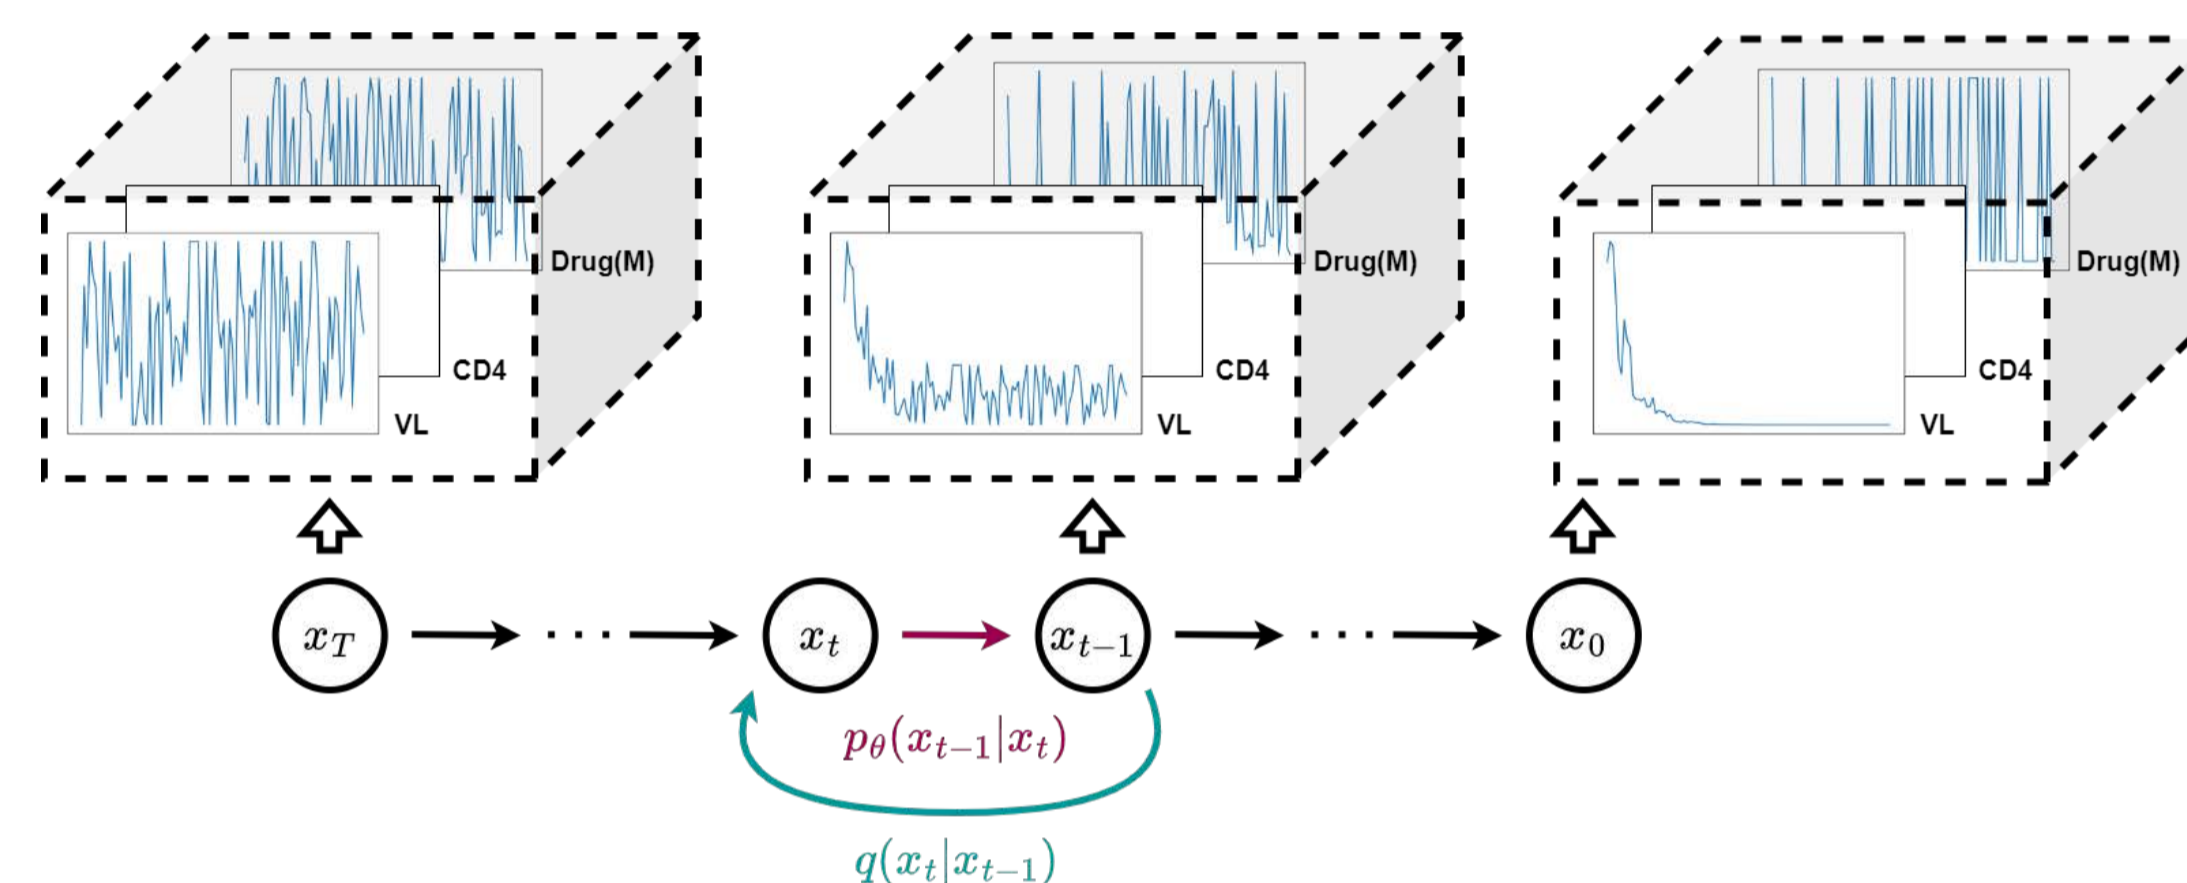 Drug(M)
CD4
VL
Drug(M)
CD4
VL
Drug(M)
CD4
VL
x_T
· · ·
x_t
x_{t-1}
· · ·
x_0
p_θ(x_{t-1}|x_t)
q(x_t|x_{t-1})